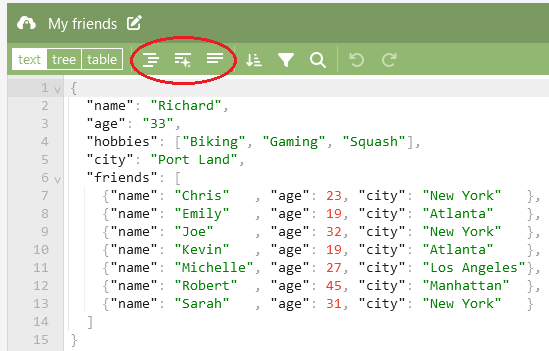 My friends
text tree table
1 {
2   "name": "Richard",
3   "age": "33",
4   "hobbies": ["Biking", "Gaming", "Squash"],
5   "city": "Port Land",
6   "friends": [
7     {"name": "Chris"   , "age": 23, "city": "New York"   },
8     {"name": "Emily"   , "age": 19, "city": "Atlanta"    },
9     {"name": "Joe"     , "age": 32, "city": "New York"   },
10     {"name": "Kevin"   , "age": 19, "city": "Atlanta"    },
11     {"name": "Michelle", "age": 27, "city": "Los Angeles"},
12     {"name": "Robert"  , "age": 45, "city": "Manhattan"  },
13     {"name": "Sarah"   , "age": 31, "city": "New York"   }
14   ]
15 }